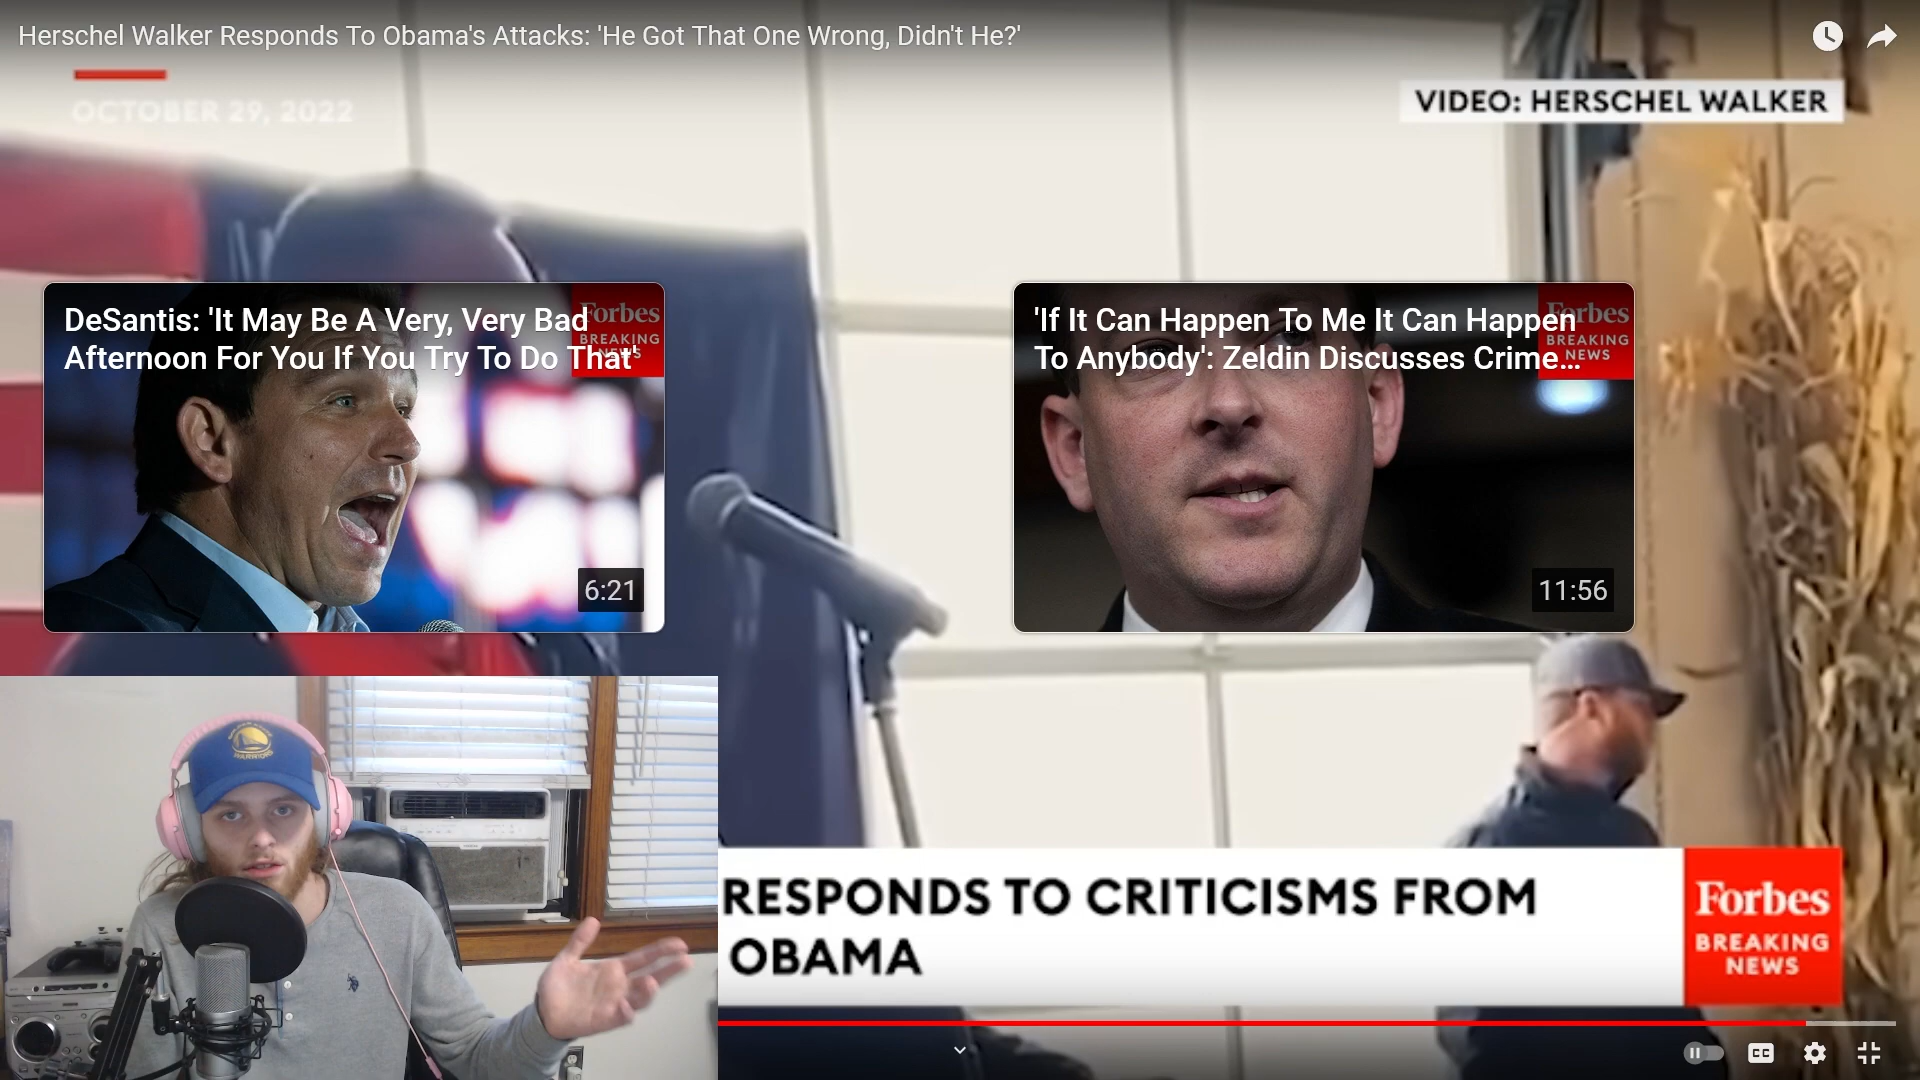 Herschel Walker Responds To Obama's Attacks: 'He Got That One Wrong, Didn't He?'
OCTOBER 29, 2022
VIDEO: HERSCHEL WALKER
DeSantis: 'It May Be A Very, Very Bad
Afternoon For You If You Try To Do That'
Forbes
BREAKING
NEWS
6:21
'If It Can Happen To Me It Can Happen
To Anybody': Zeldin Discusses Crime…
Forbes
BREAKING
NEWS
11:56
WARRIORS
RESPONDS TO CRITICISMS FROM
OBAMA
Forbes
BREAKING
NEWS
CC